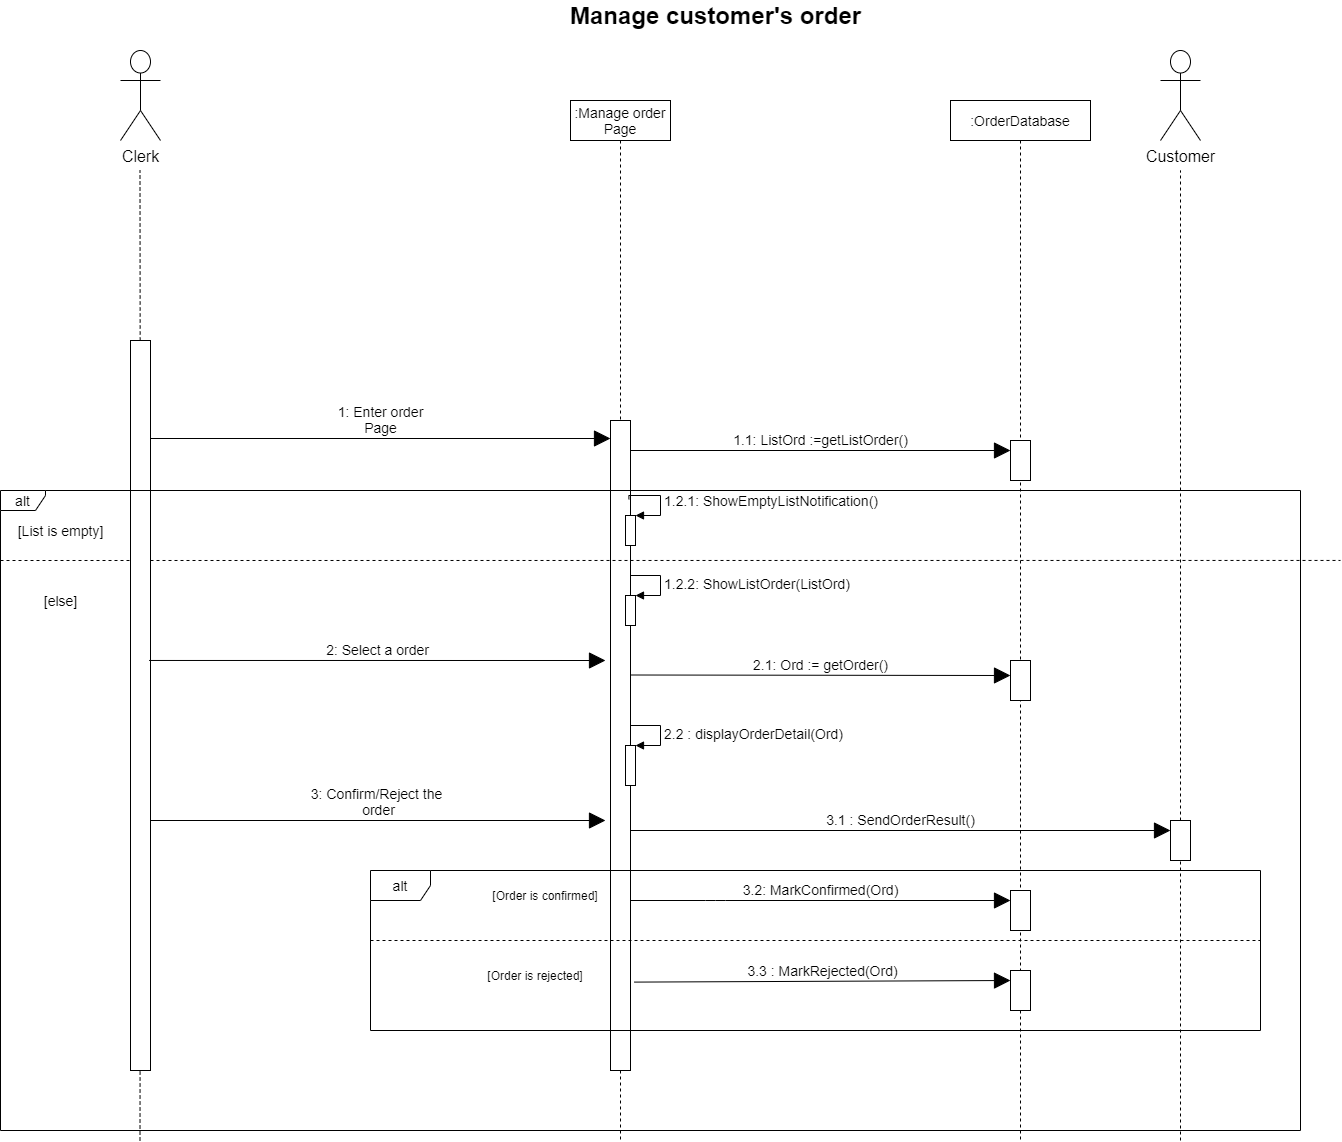 Manage customer's order
:Manage order
Page
:OrderDatabase
Clerk
Customer
1: Enter order
Page
1.1: ListOrd :=getListOrder()
alt
1.2.1: ShowEmptyListNotification()
[List is empty]
1.2.2: ShowListOrder(ListOrd)
[else]
2: Select a order
2.1: Ord := getOrder()
2.2 : displayOrderDetail(Ord)
3: Confirm/Reject the
order
3.1 : SendOrderResult()
alt
[Order is confirmed]
3.2: MarkConfirmed(Ord)
[Order is rejected]
3.3 : MarkRejected(Ord)